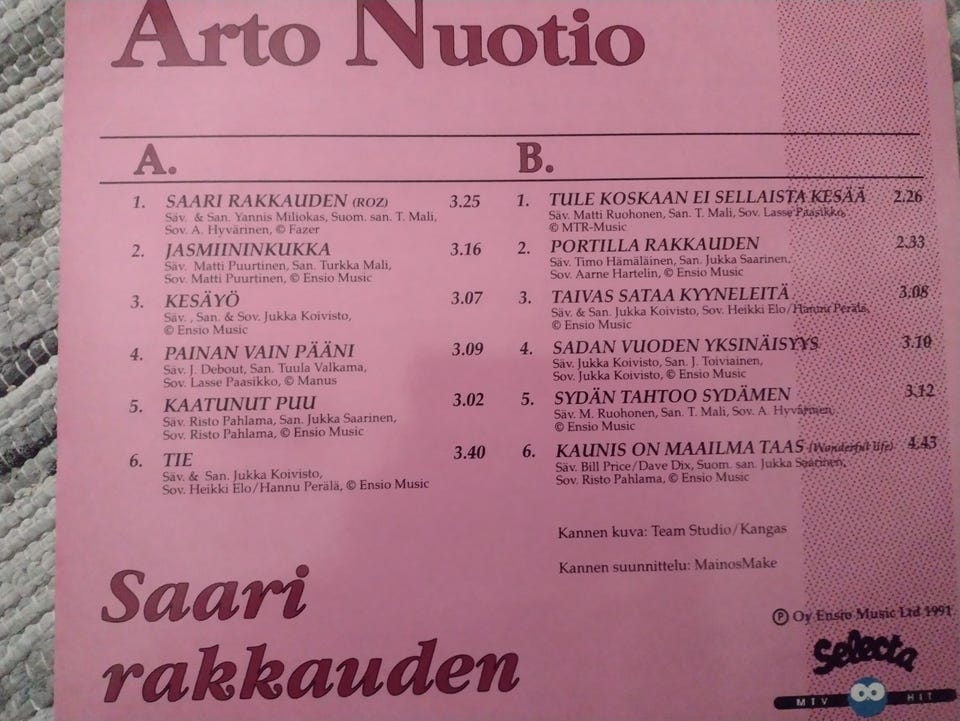 Arto Nuotio
A.
1. SAARI RAKKAUDEN (ROZ) 3.25
Säv. & San. Yannis Miliokas, Suom. san. T. Mali,
Sov. A. Hyvärinen, © Fazer
2. JASMIININKUKKA 3.16
Säv. Matti Puurtinen, San. Turkka Mali,
Sov. Matti Puurtinen, © Ensio Music
3. KESÄYÖ 3.07
Säv. , San. & Sov. Jukka Koivisto,
© Ensio Music
4. PAINAN VAIN PÄÄNI 3.09
Säv. J. Debout, San. Tuula Valkama,
Sov. Lasse Paasikko, © Manus
5. KAATUNUT PUU 3.02
Säv. Risto Pahlama, San. Jukka Saarinen,
Sov. Risto Pahlama, © Ensio Music
6. TIE 3.40
Säv. & San. Jukka Koivisto,
Sov. Heikki Elo/Hannu Perälä, © Ensio Music
B.
1. TULE KOSKAAN EI SELLAISTA KESÄÄ 2.26
Säv. Matti Ruohonen, San. T. Mali, Sov. Lasse Paasikko,
© MTR-Music
2. PORTILLA RAKKAUDEN 2.33
Säv. Timo Hämäläinen, San. Jukka Saarinen,
Sov. Aarne Hartelin, © Ensio Music
3. TAIVAS SATAA KYYNELEITÄ 3.08
Säv. & San. Jukka Koivisto, Sov. Heikki Elo/Hannu Perälä,
© Ensio Music
4. SADAN VUODEN YKSINÄISYYS 3.10
Säv. Jukka Koivisto, San. J. Toiviainen,
Sov. Jukka Koivisto, © Ensio Music
5. SYDÄN TAHTOO SYDÄMEN 3.12
Säv. M. Ruohonen, San. T. Mali, Sov. A. Hyvärinen,
© Ensio Music
6. KAUNIS ON MAAILMA TAAS (Wonderful life) 4.43
Säv. Bill Price/Dave Dix, Suom. san. Jukka Saarinen,
Sov. Risto Pahlama, © Ensio Music
Kannen kuva: Team Studio/Kangas
Kannen suunnittelu: MainosMake
Saari
rakkauden
℗ Oy Ensio Music Ltd 1991
Selecta
MTV HIT